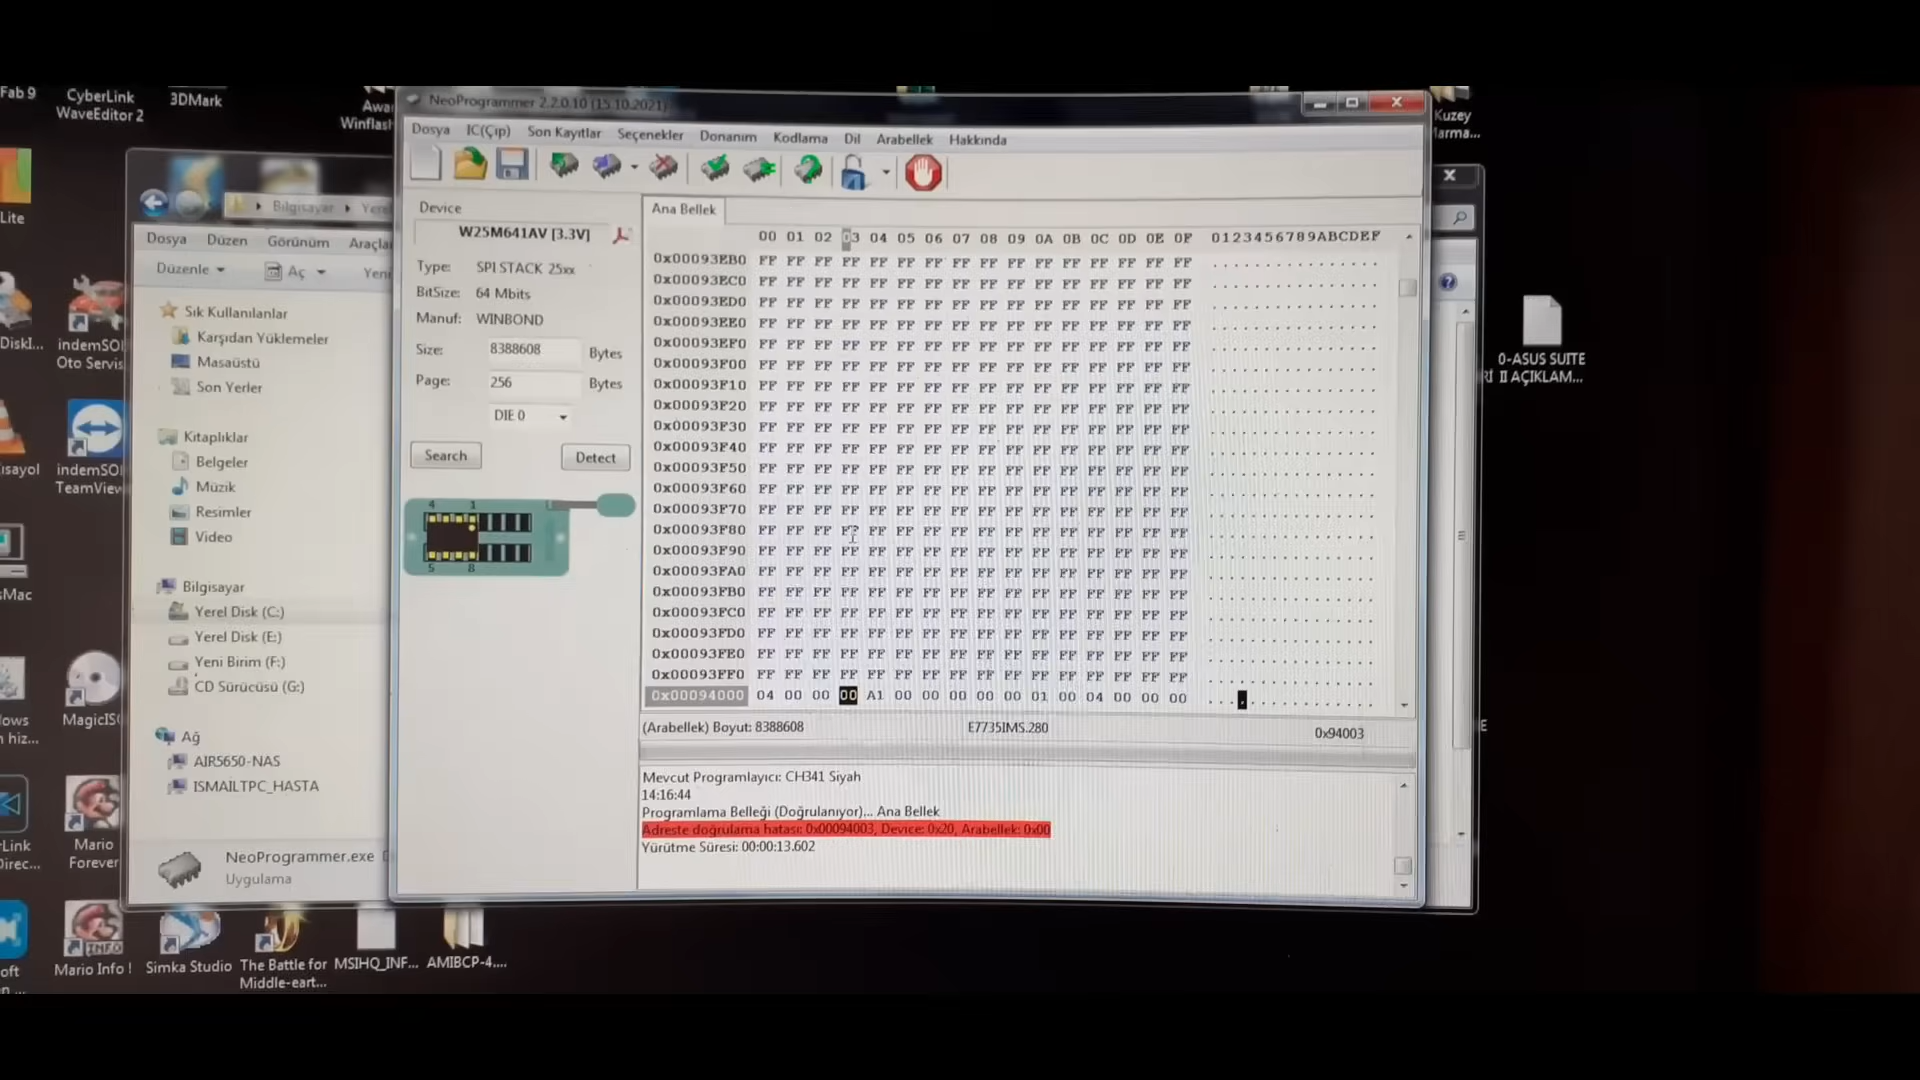 Fab 9
CyberLink
WaveEditor 2
3DMark
Winflash
NeoProgrammer 2.2.0.10 (15.10.2021)
Kuzey
Dosya IC(Çip) Son Kayıtlar Seçenekler Donanım Kodlama Dil Arabellek Hakkında
Lite
Bilgisayar
Dosya Düzen Görünüm Araçlar
Düzenle Aç
Sık Kullanılanlar
Karşıdan Yüklemeler
Masaüstü
Son Yerler
Kitaplıklar
Belgeler
Müzik
Resimler
Video
Bilgisayar
Yerel Disk (C:)
Yerel Disk (E:)
Yeni Birim (F:)
CD Sürücüsü (G:)
Ağ
AIR5650-NAS
ISMAİLTPC_HASTA
NeoProgrammer.exe
Uygulama
Device
W25M641AV [3.3V]
Type: SPI STACK 25xx
BitSize: 64 Mbits
Manuf: WINBOND
Size: 8388608 Bytes
Page: 256 Bytes
DIE 0
Search Detect
4 1
5 8
Ana Bellek
00 01 02 03 04 05 06 07 08 09 0A 0B 0C 0D 0E 0F 0123456789ABCDEF
0x00093EB0 FF FF FF FF FF FF FF FF FF FF FF FF FF FF FF FF ................
0x00093EC0 FF FF FF FF FF FF FF FF FF FF FF FF FF FF FF FF ................
0x00093ED0 FF FF FF FF FF FF FF FF FF FF FF FF FF FF FF FF ................
0x00093EE0 FF FF FF FF FF FF FF FF FF FF FF FF FF FF FF FF ................
0x00093EF0 FF FF FF FF FF FF FF FF FF FF FF FF FF FF FF FF ................
0x00093F00 FF FF FF FF FF FF FF FF FF FF FF FF FF FF FF FF ................
0x00093F10 FF FF FF FF FF FF FF FF FF FF FF FF FF FF FF FF ................
0x00093F20 FF FF FF FF FF FF FF FF FF FF FF FF FF FF FF FF ................
0x00093F30 FF FF FF FF FF FF FF FF FF FF FF FF FF FF FF FF ................
0x00093F40 FF FF FF FF FF FF FF FF FF FF FF FF FF FF FF FF ................
0x00093F50 FF FF FF FF FF FF FF FF FF FF FF FF FF FF FF FF ................
0x00093F60 FF FF FF FF FF FF FF FF FF FF FF FF FF FF FF FF ................
0x00093F70 FF FF FF FF FF FF FF FF FF FF FF FF FF FF FF FF ................
0x00093F80 FF FF FF FF FF FF FF FF FF FF FF FF FF FF FF FF ................
0x00093F90 FF FF FF FF FF FF FF FF FF FF FF FF FF FF FF FF ................
0x00093FA0 FF FF FF FF FF FF FF FF FF FF FF FF FF FF FF FF ................
0x00093FB0 FF FF FF FF FF FF FF FF FF FF FF FF FF FF FF FF ................
0x00093FC0 FF FF FF FF FF FF FF FF FF FF FF FF FF FF FF FF ................
0x00093FD0 FF FF FF FF FF FF FF FF FF FF FF FF FF FF FF FF ................
0x00093FE0 FF FF FF FF FF FF FF FF FF FF FF FF FF FF FF FF ................
0x00093FF0 FF FF FF FF FF FF FF FF FF FF FF FF FF FF FF FF ................
0x00094000 04 00 00 00 A1 00 00 00 00 00 01 00 04 00 00 00 ................
(Arabellek) Boyut: 8388608 E7735IMS.280 0x94003
Mevcut Programlayıcı: CH341 Siyah
14:16:44
Programlama Belleği (Doğrulanıyor)... Ana Bellek
Adreste doğrulama hatası: 0x00094003, Device: 0x20, Arabellek: 0x00
Yürütme Süresi: 00:00:13.602
0-ASUS SUITE
II AÇIKLAM...
indemSO
Oto Servis
indemSO
TeamView
MagicISO
Mario
Forever
Mario Info !
Simka Studio
The Battle for
Middle-eart...
MSIHQ_INF...
AMIBCP-4....